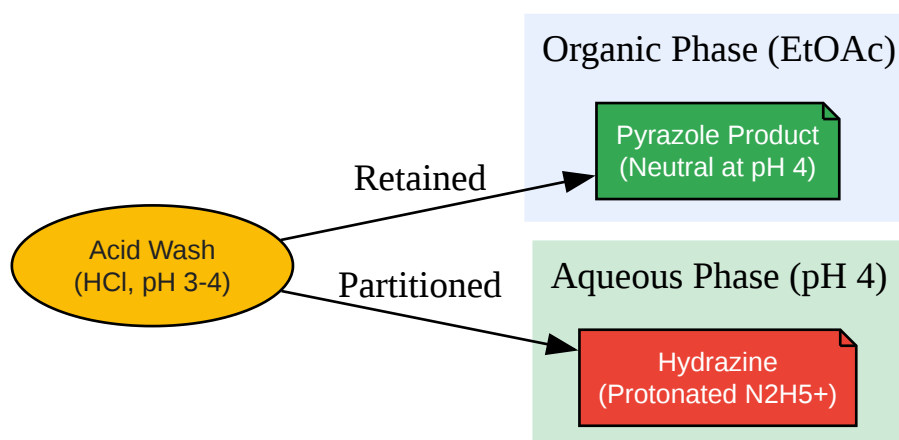 Organic Phase (EtOAc)
Pyrazole Product
(Neutral at pH 4)
Retained
Acid Wash
(HCl, pH 3-4)
Partitioned
Aqueous Phase (pH 4)
Hydrazine
(Protonated N2H5+)